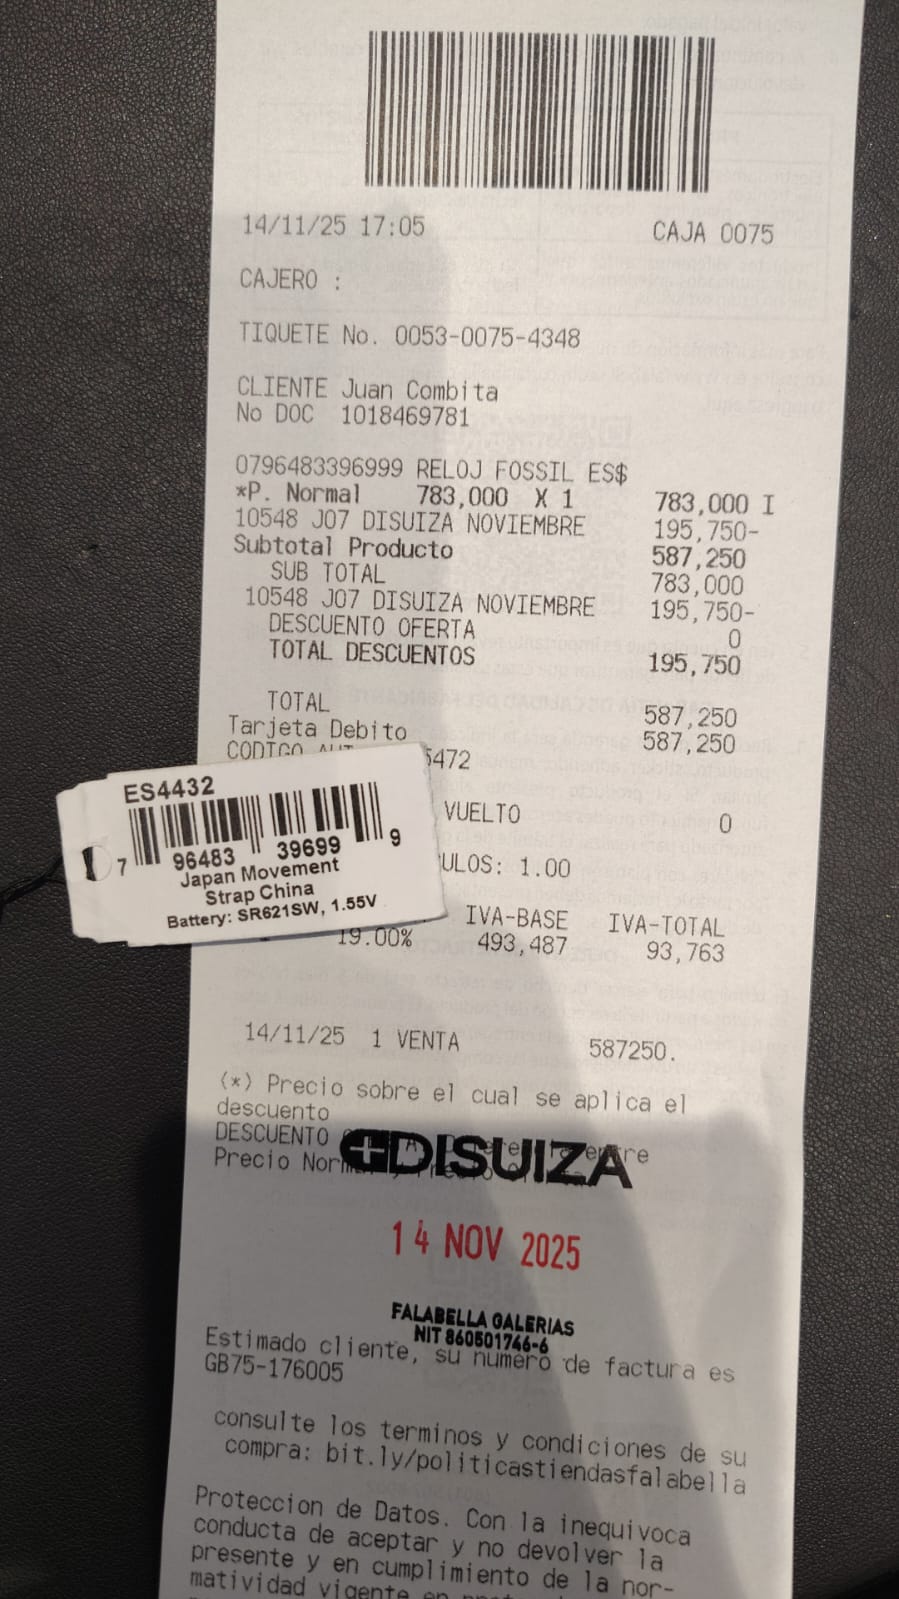 14/11/25 17:05 CAJA 0075
CAJERO :
TIQUETE No. 0053-0075-4348
CLIENTE Juan Combita
No DOC 1018469781
0796483396999 RELOJ FOSSIL ES$
*P. Normal 783,000 X 1 783,000 I
10548 J07 DISUIZA NOVIEMBRE 195,750-
Subtotal Producto 587,250
SUB TOTAL 783,000
10548 J07 DISUIZA NOVIEMBRE 195,750-
DESCUENTO OFERTA 0
TOTAL DESCUENTOS 195,750
TOTAL 587,250
Tarjeta Debito 587,250
CODIGO 5472
VUELTO 0
ULOS: 1.00
IVA-BASE IVA-TOTAL
19.00% 493,487 93,763
ES4432
7 96483 39699 9
Japan Movement
Strap China
Battery: SR621SW, 1.55V
14/11/25 1 VENTA 587250.
(*) Precio sobre el cual se aplica el
descuento
DESCUENTO entre
Precio
DISUIZA
14 NOV 2025
FALABELLA GALERIAS
NIT 860501746-6
Estimado cliente, su numero de factura es
GB75-176005
consulte los terminos y condiciones de su
compra: bit.ly/politicastiendasfalabella
Proteccion de Datos. Con la inequivoca
conducta de aceptar y no devolver la
presente y en cumplimiento de la nor-
matividad vigente en